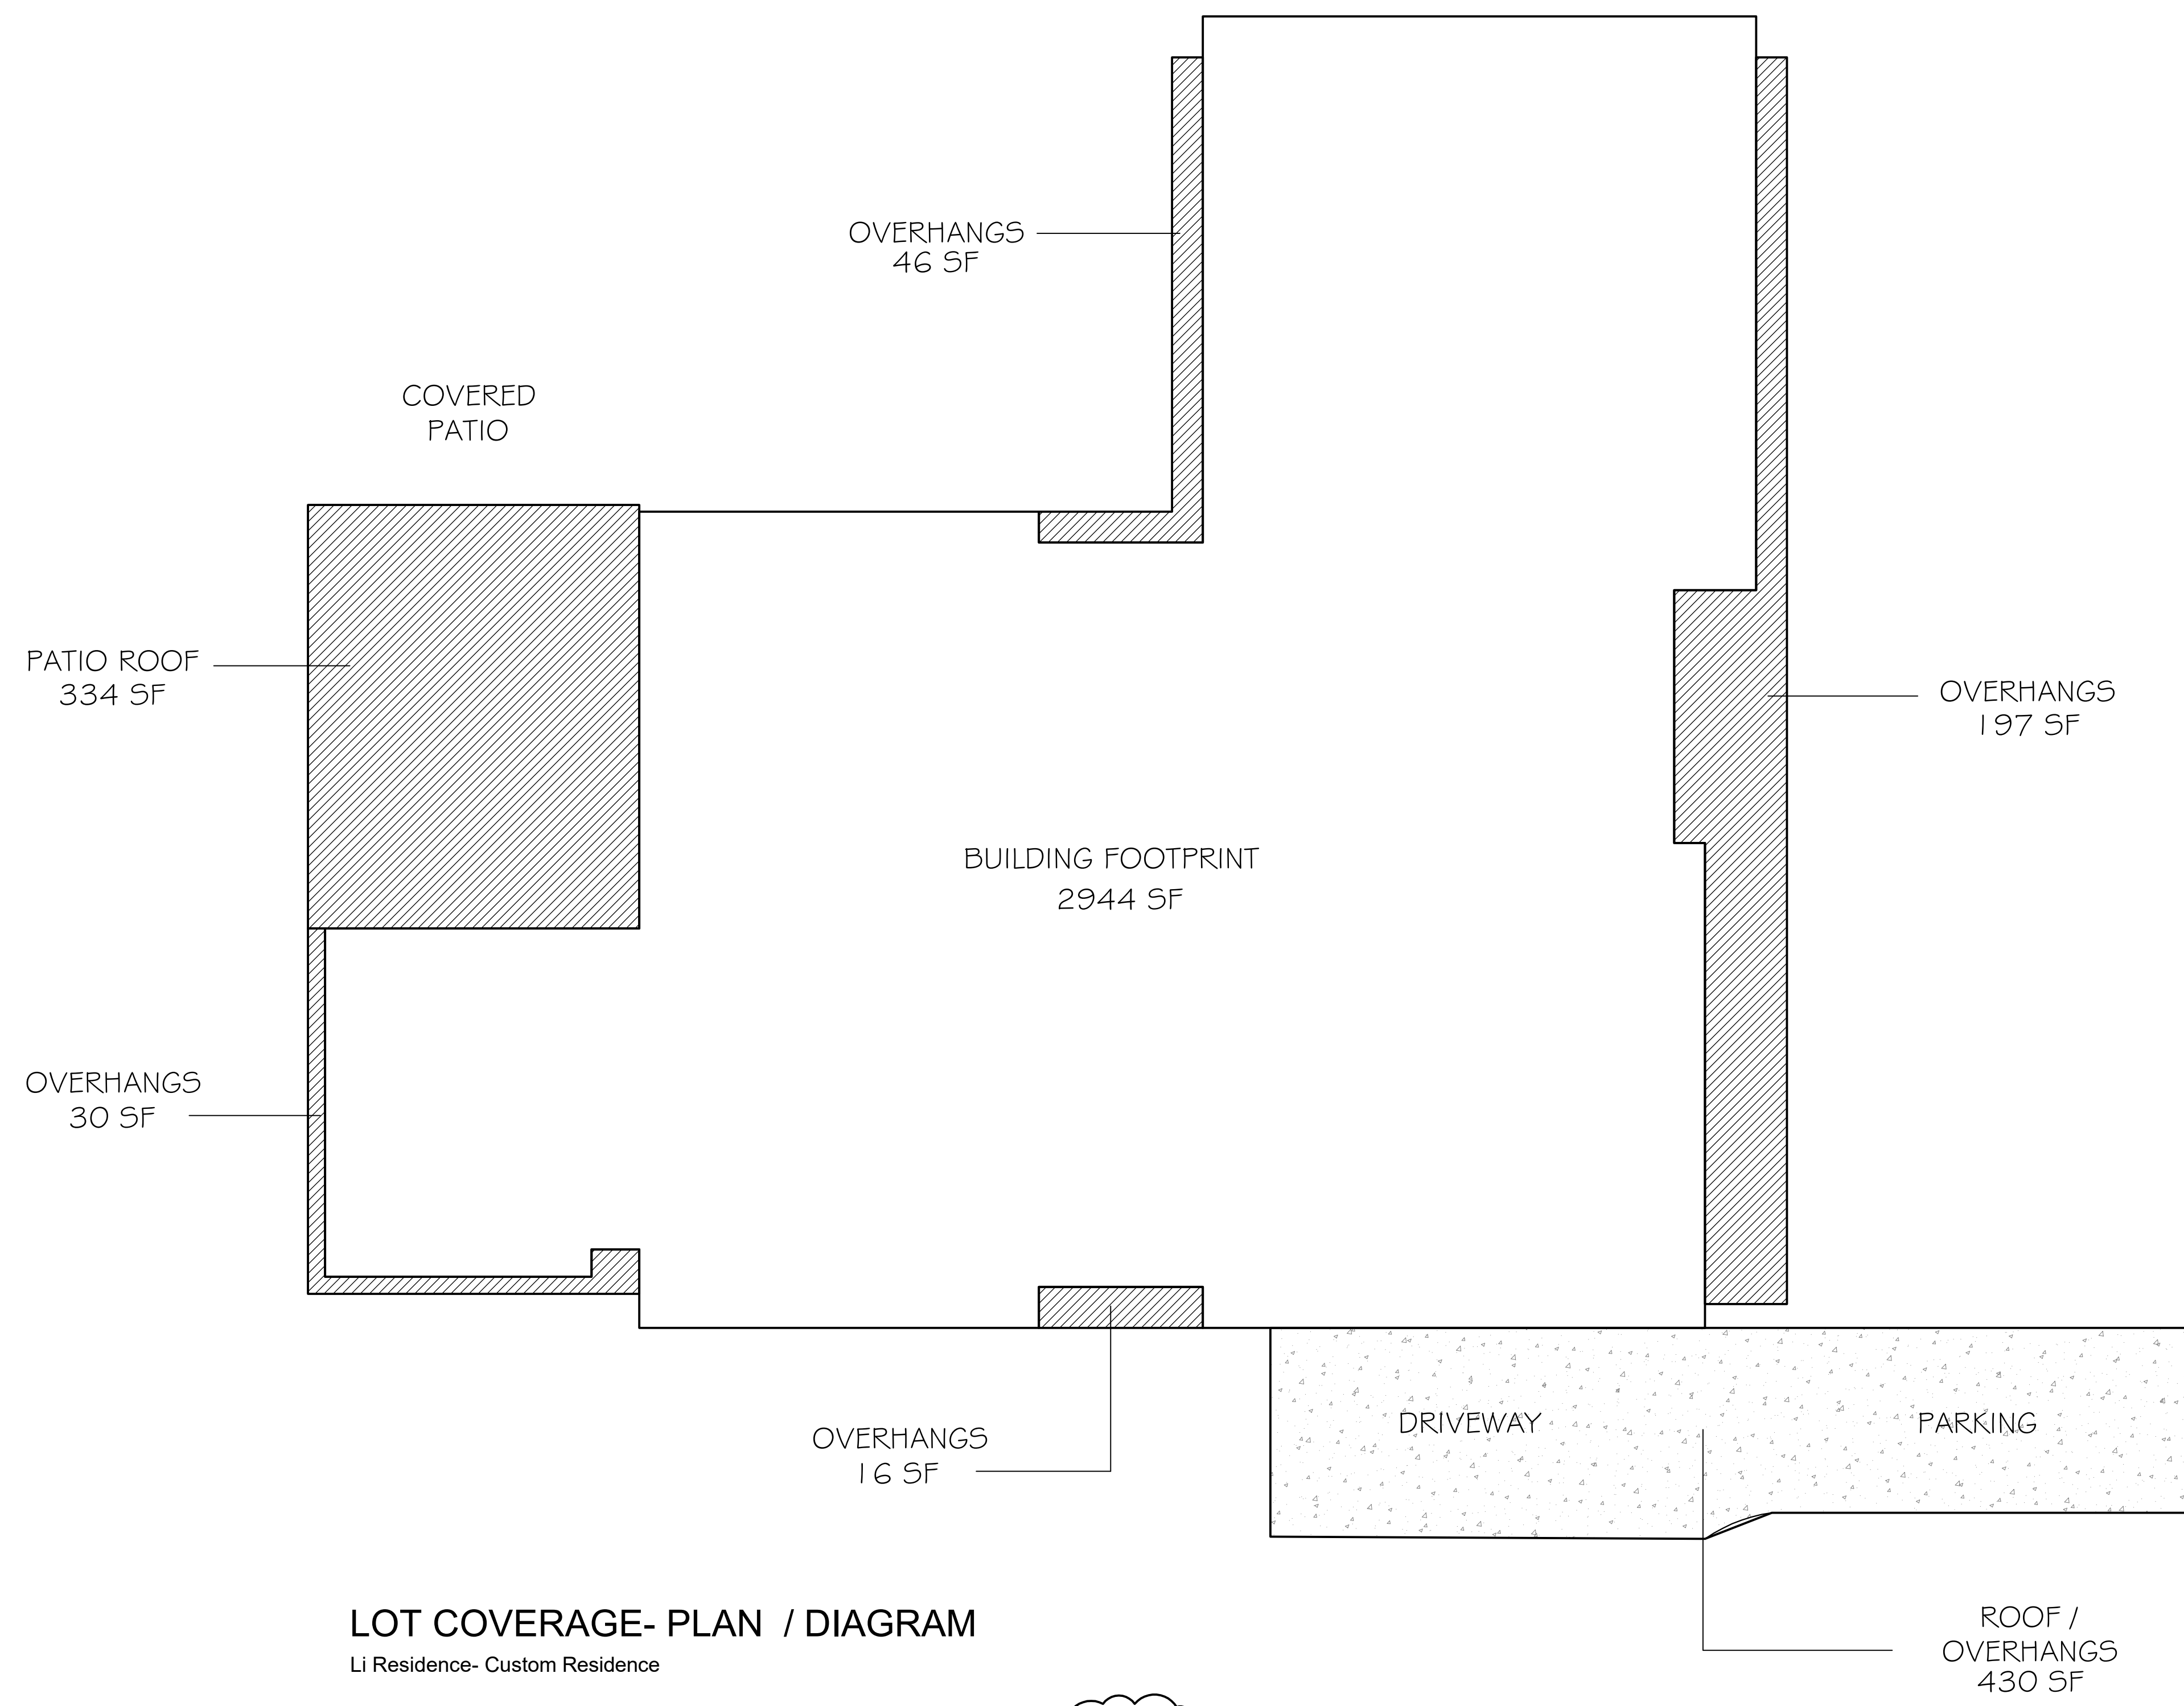 OVERHANGS
46 SF
COVERED
PATIO
PATIO ROOF
334 SF
OVERHANGS
197 SF
BUILDING FOOTPRINT
2944 SF
OVERHANGS
30 SF
OVERHANGS
16 SF
DRIVEWAY
PARKING
ROOF /
OVERHANGS
430 SF
LOT COVERAGE- PLAN / DIAGRAM
Li Residence- Custom Residence